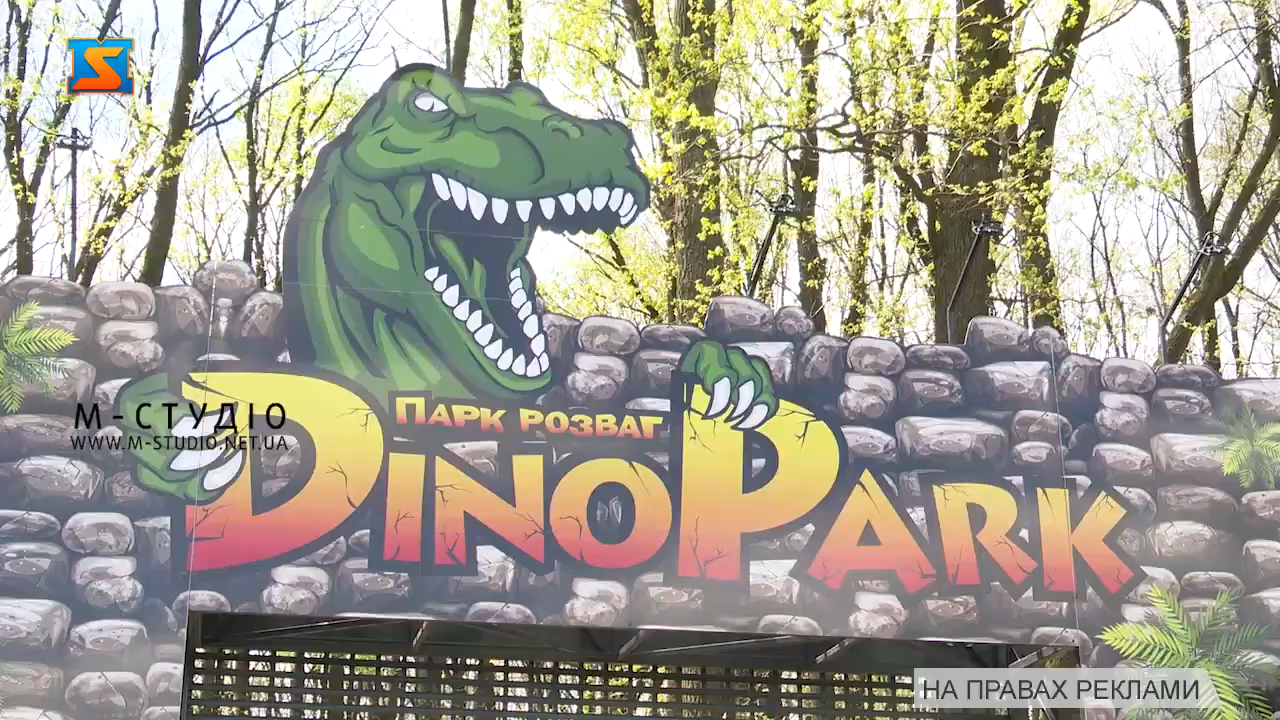 М-СТУДІО
WWW.M-STUDIO.NET.UA
ПАРК РОЗВАГ
DINOPARK
НА ПРАВАХ РЕКЛАМИ